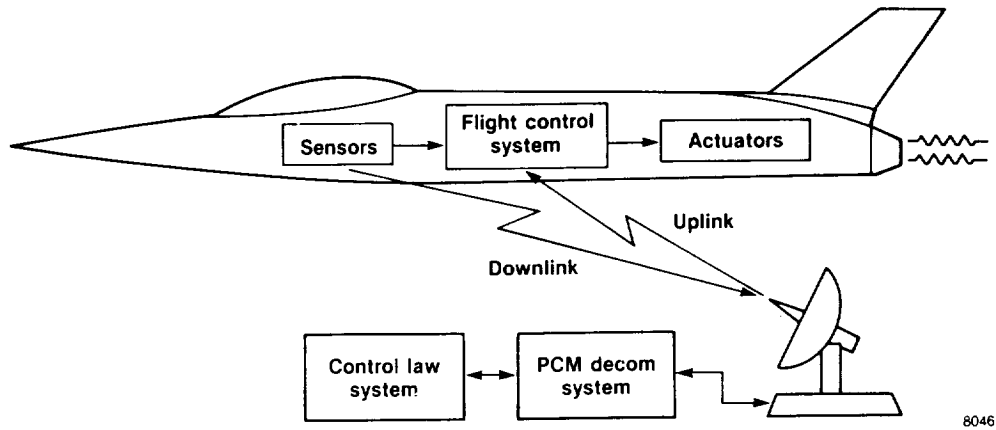 Sensors
Flight control
system
Actuators
Uplink
Downlink
Control law
system
PCM decom
system
8046